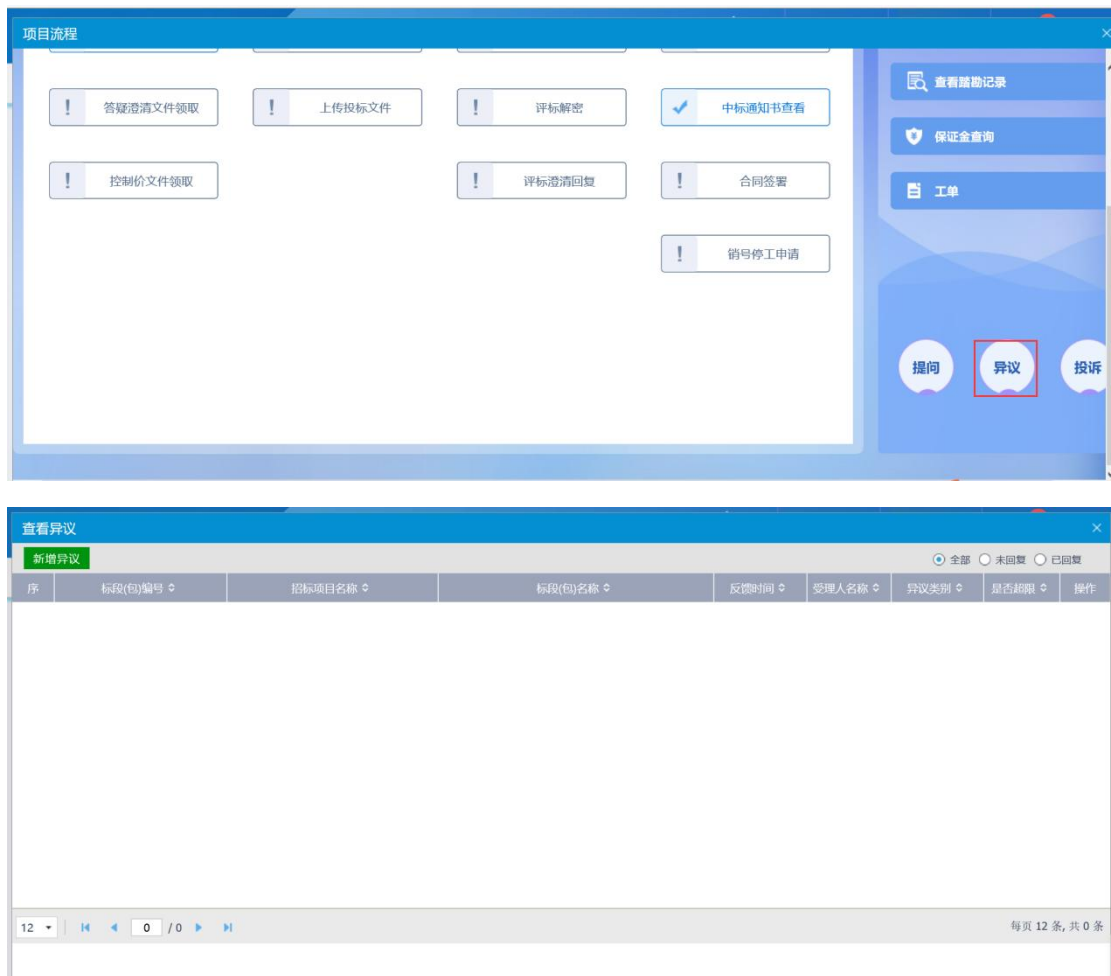 项目流程
答疑澄清文件领取
上传投标文件
评标解密
中标通知书查看
控制价文件领取
评标澄清回复
合同签署
销号停工申请
查看踏勘记录
保证金查询
工单
提问
异议
投诉
查看异议
新增异议
全部 未回复 已回复
序 标段(包)编号 招标项目名称 标段(包)名称 反馈时间 受理人名称 异议类别 是否超限 操作
12 0 / 0 每页 12 条, 共 0 条